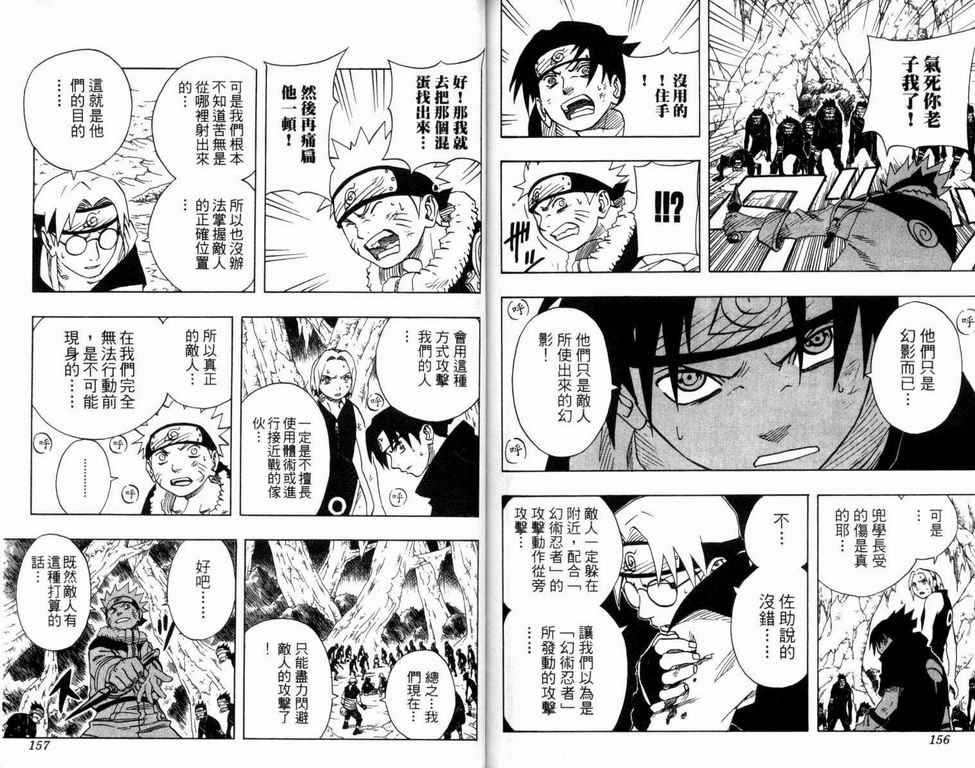 氣死你老
子我了！
沒用的
！住手
！
!!?
他們只是
幻影而已…
他們只是敵人
所使出來的幻
影！
呼
呼
呼
可是
…
兜學長受
的傷是真
的耶…
不…
佐助說的
沒錯……
敵人一定躲在
附近，配合「
幻術忍者」的
攻擊動作從旁
攻擊…
讓我們以為是
「幻術忍者」
所發動的攻擊
……
156
好！那我就
去把那個混
蛋找出來…
然後再痛扁
他一頓！
可是我們根本
不知道苦無是
從哪裡射出來
的…
所以也沒辦
法掌握敵人
的正確位置
…
這就是他
們的目的
……
會用這種
方式攻擊
我們的人
…
一定是不擅長
使用體術或進
行接近戰的傢
伙…
呼
呼
所以真正
的敵人…
在我們完全
無法行動前
，是不可能
現身的……
……
呼
呼
呼
總之…我
們現在…
只能盡力閃避
敵人的攻擊了
！
好吧……
既然敵人有
這種打算的
話…
157